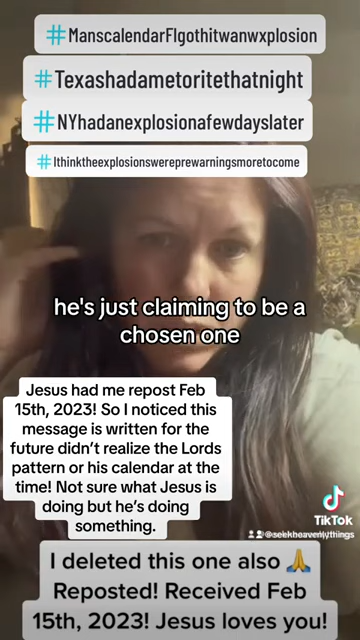 #ManscalendarFlgothitwanwxplosion
#Texashadametoritethatnight
#NYhadanexplosionafewdayslater
#Ithinktheexplosionswereprewarningsmoretocome
he's just claiming to be a
chosen one
Jesus had me repost Feb
15th, 2023! So I noticed this
message is written for the
future didn't realize the Lords
pattern or his calendar at the
time! Not sure what Jesus is
doing but he's doing
something.
TikTok
@seekheavenlythings
I deleted this one also 🙏
Reposted! Received Feb
15th, 2023! Jesus loves you!